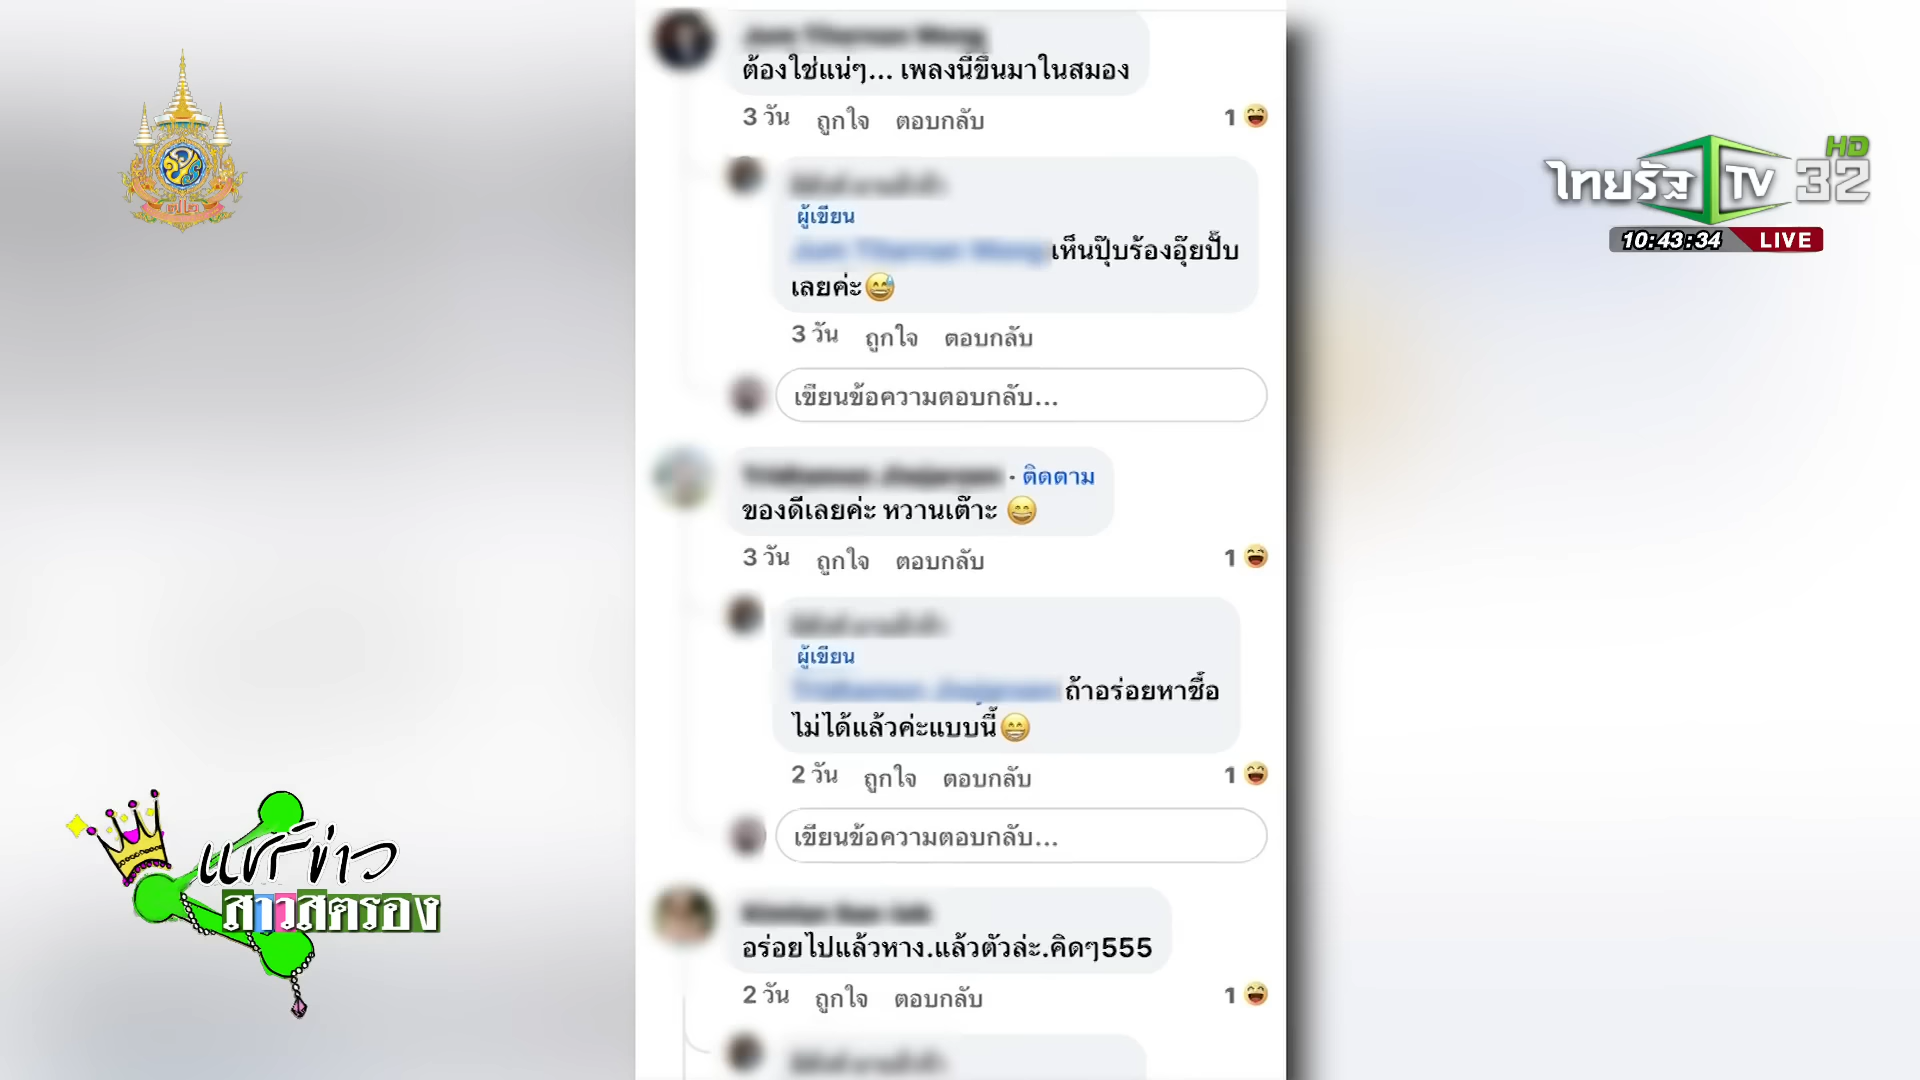 ต้องใช่แน่ๆ... เพลงนี้ขึ้นมาในสมอง
3 วัน ถูกใจ ตอบกลับ 1
ผู้เขียน
เห็นปุ๊บร้องอุ๊ยปั๊บ
เลยค่ะ😅
3 วัน ถูกใจ ตอบกลับ
เขียนข้อความตอบกลับ...
· ติดตาม
ของดีเลยค่ะ หวานเต๊าะ 😄
3 วัน ถูกใจ ตอบกลับ 1
ผู้เขียน
ถ้าอร่อยหาซื้อ
ไม่ได้แล้วค่ะแบบนี้😁
2 วัน ถูกใจ ตอบกลับ 1
เขียนข้อความตอบกลับ...
อร่อยไปแล้วหาง.แล้วตัวล่ะ.คิดๆ555
2 วัน ถูกใจ ตอบกลับ 1
ไทยรัฐ TV 32 HD
10:43:34 LIVE
แชร์ข่าว
สาวสตรอง
๗๒